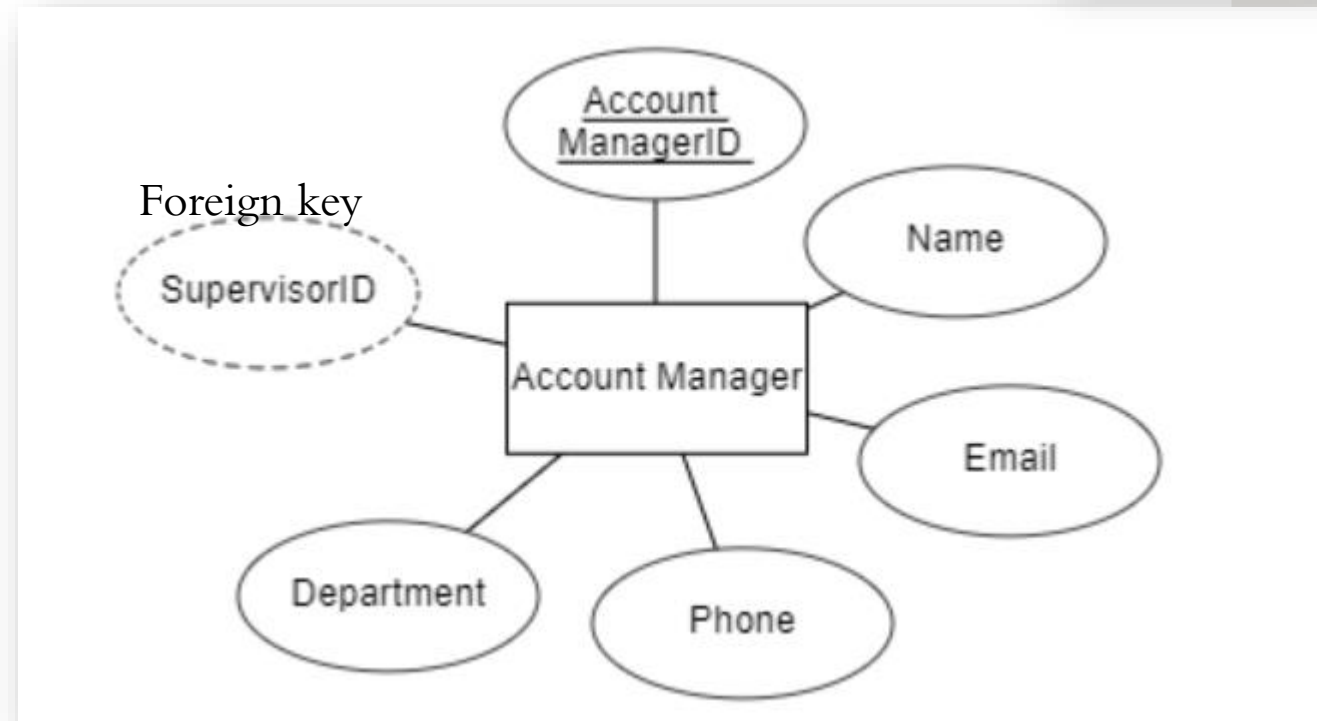 Account
ManagerID
Foreign key
Name
SupervisorID
Account Manager
Email
Department
Phone